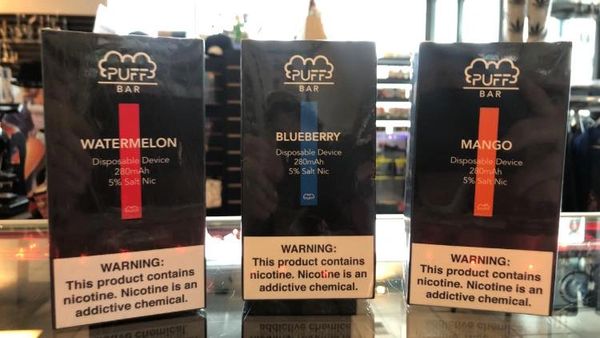 PUFF
BAR
WATERMELON
Disposable Device
280mAh
5% Salt Nic
WARNING:
This product contains
nicotine. Nicotine is an
addictive chemical.
PUFF
BAR
BLUEBERRY
Disposable Device
280mAh
5% Salt Nic
WARNING:
This product contains
nicotine. Nicotine is an
addictive chemical.
PUFF
BAR
MANGO
Disposable Device
280mAh
5% Salt Nic
WARNING:
This product contains
nicotine. Nicotine is an
addictive chemical.